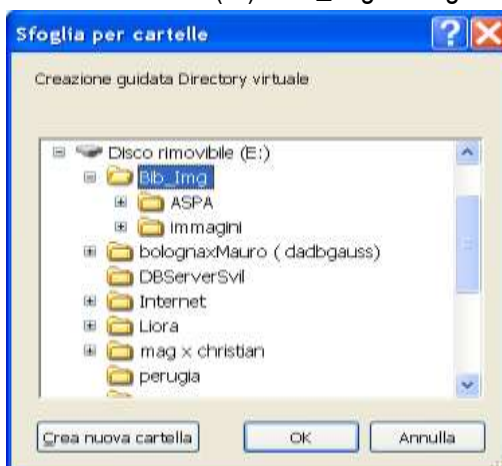 Sfoglia per cartelle
Creazione guidata Directory virtuale
Disco rimovibile (E:)
Bib_Img
ASPA
immagini
bolognaxMauro ( dadbgauss)
DBServerSvil
Internet
Liora
mag x christian
perugia
Crea nuova cartella
OK
Annulla